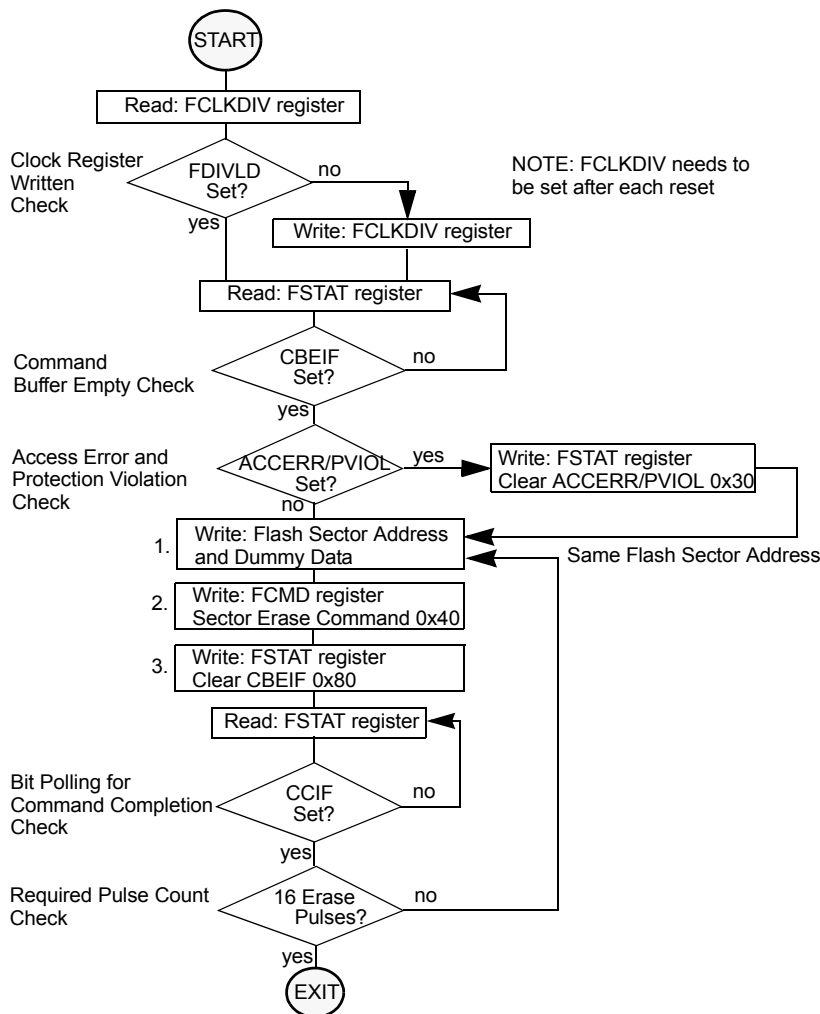 START
Read: FCLKDIV register
Clock Register
Written
Check
FDIVLD
Set?
no
yes
NOTE: FCLKDIV needs to
be set after each reset
Write: FCLKDIV register
Read: FSTAT register
Command
Buffer Empty Check
CBEIF
Set?
no
yes
Access Error and
Protection Violation
Check
ACCERR/PVIOL
Set?
yes
no
Write: FSTAT register
Clear ACCERR/PVIOL 0x30
1.
Write: Flash Sector Address
and Dummy Data
Same Flash Sector Address
2.
Write: FCMD register
Sector Erase Command 0x40
3.
Write: FSTAT register
Clear CBEIF 0x80
Read: FSTAT register
Bit Polling for
Command Completion
Check
CCIF
Set?
no
yes
Required Pulse Count
Check
16 Erase
Pulses?
no
yes
EXIT